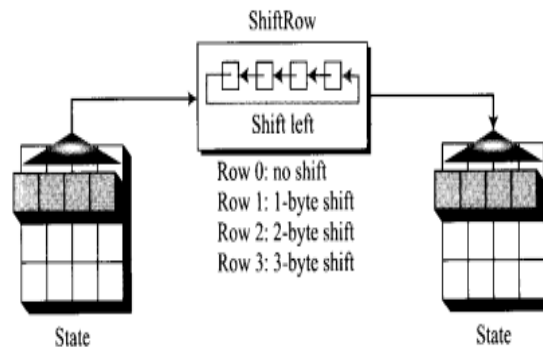 ShiftRow
Shift left
Row 0: no shift
Row 1: 1-byte shift
Row 2: 2-byte shift
Row 3: 3-byte shift
State
State